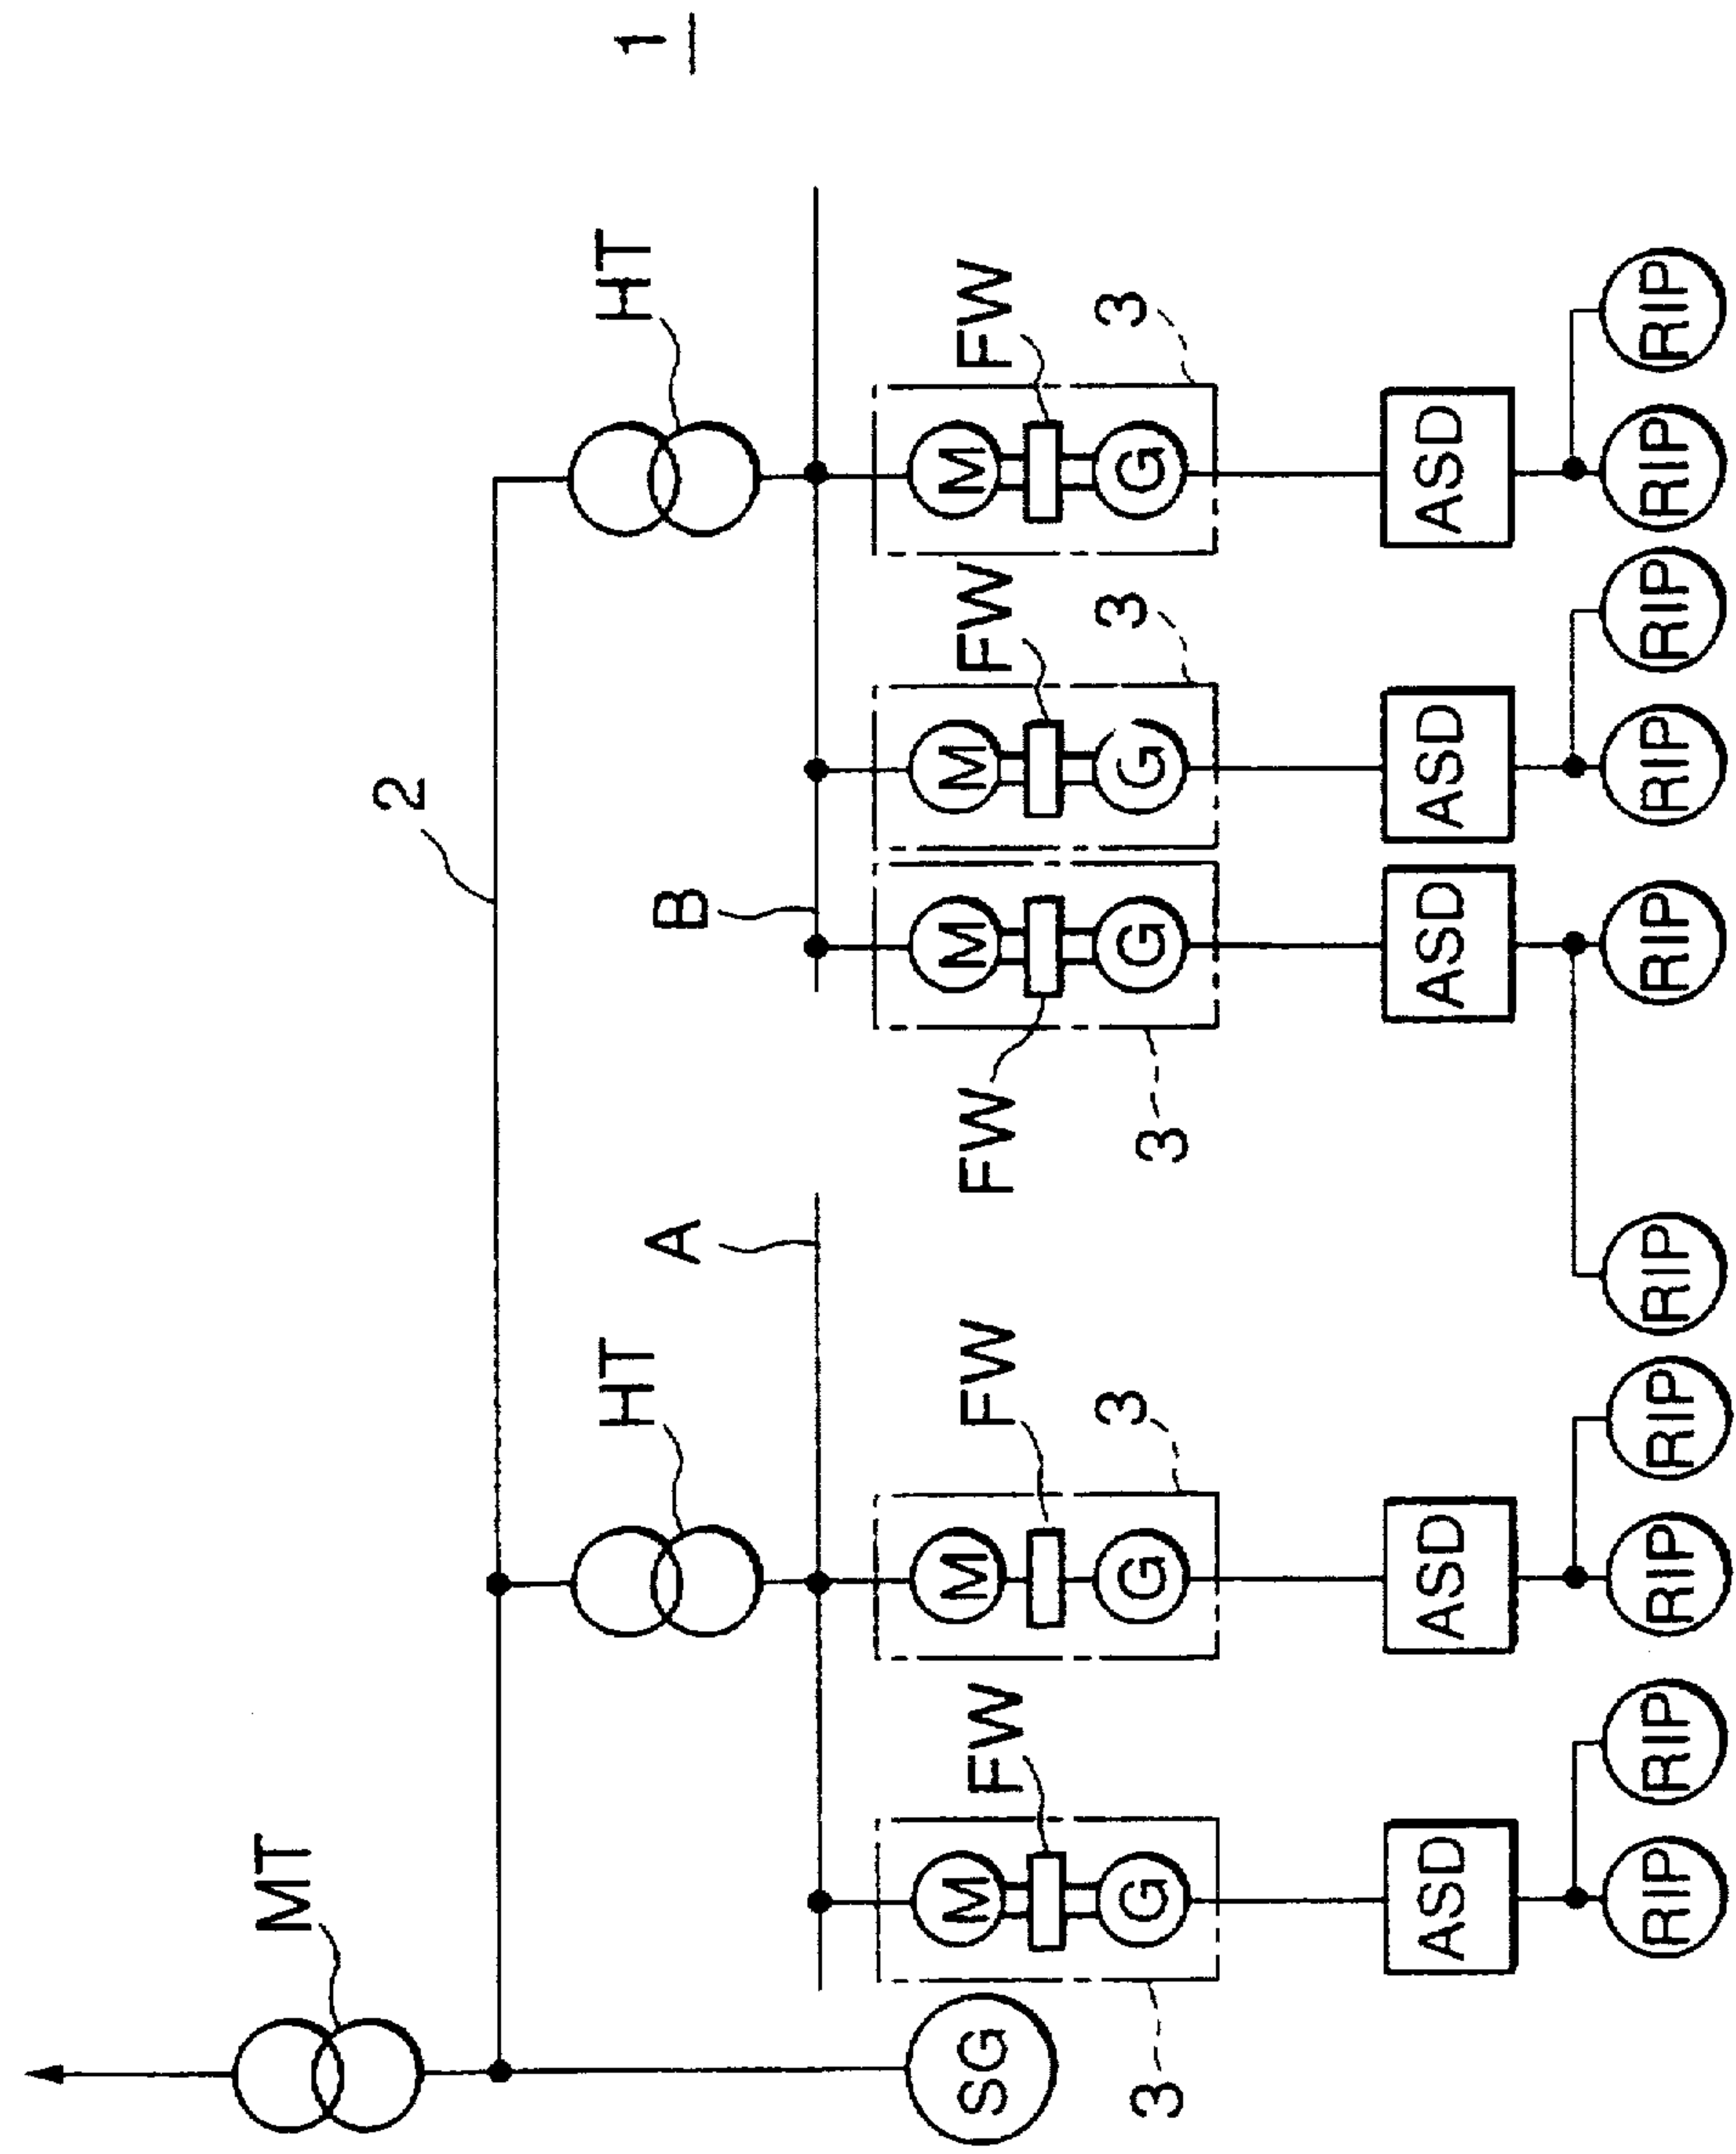 1
MT
2
HT HT
A B
FW FW FW FW FW
SG M M M M M
3 3 3 3 3
G G G G G
ASD ASD ASD ASD ASD
RIP RIP RIP RIP RIP RIP RIP RIP RIP RIP